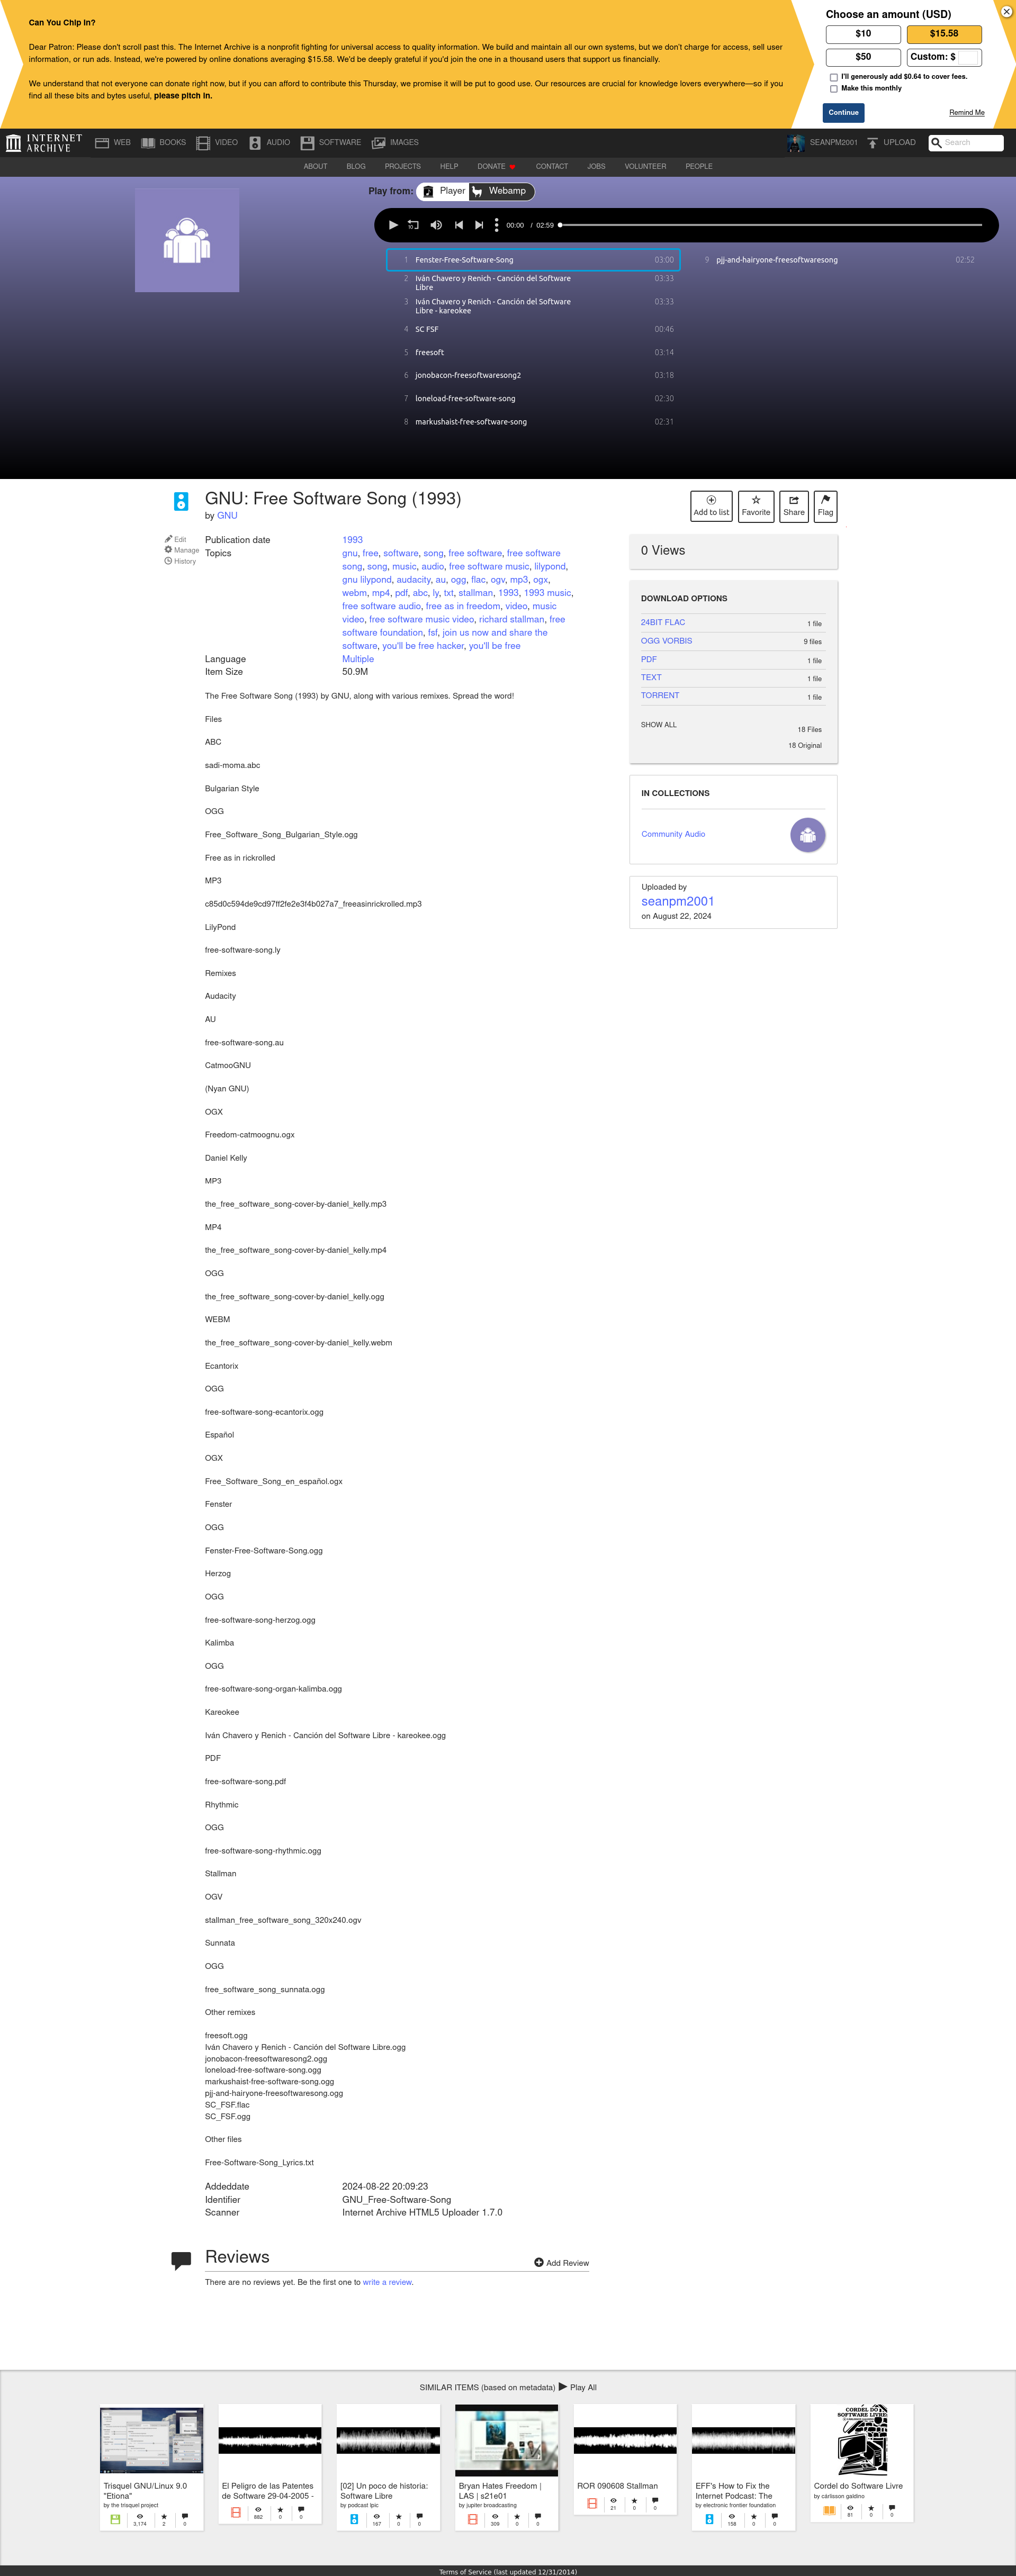 Can You Chip In?
Dear Patron: Please don't scroll past this. The Internet Archive is a nonprofit fighting for universal access to quality information. We build and maintain all our own systems, but we don't charge for access, sell user
information, or run ads. Instead, we're powered by online donations averaging $15.58. We'd be deeply grateful if you'd join the one in a thousand users that support us financially.
We understand that not everyone can donate right now, but if you can afford to contribute this Thursday, we promise it will be put to good use. Our resources are crucial for knowledge lovers everywhere—so if you
find all these bits and bytes useful, please pitch in.
Choose an amount (USD)
$10
$15.58
$50
Custom: $
I'll generously add $0.64 to cover fees.
Make this monthly
Continue
Remind Me
INTERNET
ARCHIVE
WEB
BOOKS
VIDEO
AUDIO
SOFTWARE
IMAGES
SEANPM2001
UPLOAD
Search
ABOUT
BLOG
PROJECTS
HELP
DONATE
CONTACT
JOBS
VOLUNTEER
PEOPLE
Play from:
Player
Webamp
10
00:00 / 02:59
1 Fenster-Free-Software-Song 03:00
2 Iván Chavero y Renich - Canción del Software
Libre
03:33
3 Iván Chavero y Renich - Canción del Software
Libre - kareokee
03:33
4 SC FSF 00:46
5 freesoft 03:14
6 jonobacon-freesoftwaresong2 03:18
7 loneload-free-software-song 02:30
8 markushaist-free-software-song 02:31
9 pjj-and-hairyone-freesoftwaresong 02:52
GNU: Free Software Song (1993)
by GNU
Add to list
Favorite
Share
Flag
Edit
Manage
History
Publication date 1993
Topics
gnu, free, software, song, free software, free software
song, song, music, audio, free software music, lilypond,
gnu lilypond, audacity, au, ogg, flac, ogv, mp3, ogx,
webm, mp4, pdf, abc, ly, txt, stallman, 1993, 1993 music,
free software audio, free as in freedom, video, music
video, free software music video, richard stallman, free
software foundation, fsf, join us now and share the
software, you'll be free hacker, you'll be free
Language Multiple
Item Size 50.9M
The Free Software Song (1993) by GNU, along with various remixes. Spread the word!
Files
ABC
sadi-moma.abc
Bulgarian Style
OGG
Free_Software_Song_Bulgarian_Style.ogg
Free as in rickrolled
MP3
c85d0c594de9cd97ff2fe2e3f4b027a7_freeasinrickrolled.mp3
LilyPond
free-software-song.ly
Remixes
Audacity
AU
free-software-song.au
CatmooGNU
(Nyan GNU)
OGX
Freedom-catmoognu.ogx
Daniel Kelly
MP3
the_free_software_song-cover-by-daniel_kelly.mp3
MP4
the_free_software_song-cover-by-daniel_kelly.mp4
OGG
the_free_software_song-cover-by-daniel_kelly.ogg
WEBM
the_free_software_song-cover-by-daniel_kelly.webm
Ecantorix
OGG
free-software-song-ecantorix.ogg
Español
OGX
Free_Software_Song_en_español.ogx
Fenster
OGG
Fenster-Free-Software-Song.ogg
Herzog
OGG
free-software-song-herzog.ogg
Kalimba
OGG
free-software-song-organ-kalimba.ogg
Kareokee
Iván Chavero y Renich - Canción del Software Libre - kareokee.ogg
PDF
free-software-song.pdf
Rhythmic
OGG
free-software-song-rhythmic.ogg
Stallman
OGV
stallman_free_software_song_320x240.ogv
Sunnata
OGG
free_software_song_sunnata.ogg
Other remixes
freesoft.ogg
Iván Chavero y Renich - Canción del Software Libre.ogg
jonobacon-freesoftwaresong2.ogg
loneload-free-software-song.ogg
markushaist-free-software-song.ogg
pjj-and-hairyone-freesoftwaresong.ogg
SC_FSF.flac
SC_FSF.ogg
Other files
Free-Software-Song_Lyrics.txt
Addeddate 2024-08-22 20:09:23
Identifier GNU_Free-Software-Song
Scanner Internet Archive HTML5 Uploader 1.7.0
0 Views
DOWNLOAD OPTIONS
24BIT FLAC 1 file
OGG VORBIS 9 files
PDF 1 file
TEXT 1 file
TORRENT 1 file
SHOW ALL
18 Files
18 Original
IN COLLECTIONS
Community Audio
Uploaded by
seanpm2001
on August 22, 2024
Reviews
Add Review
There are no reviews yet. Be the first one to write a review.
SIMILAR ITEMS (based on metadata) Play All
Trisquel GNU/Linux 9.0
"Etiona"
by the trisquel project
3,174 2 0
El Peligro de las Patentes
de Software 29-04-2005 -
982 0 0
[02] Un poco de historia:
Software Libre
by podcast ipic
167 0 0
Bryan Hates Freedom |
LAS | s21e01
by jupiter broadcasting
309 0 0
ROR 090608 Stallman
21 0 0
EFF's How to Fix the
Internet Podcast: The
by electronic frontier foundation
158 0 0
CORDEL DO
SOFTWARE LIVRE
Cordel do Software Livre
by cárlisson galdino
81 0 0
Terms of Service (last updated 12/31/2014)